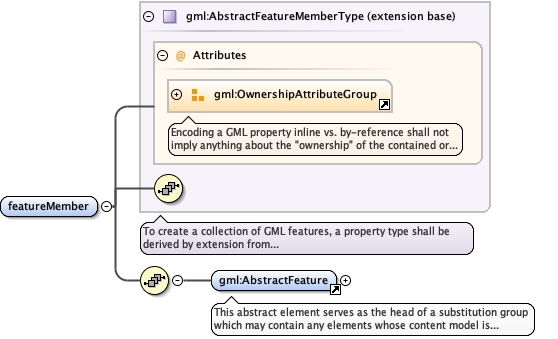 gml:AbstractFeatureMemberType (extension base)
@ Attributes
gml:OwnershipAttributeGroup
Encoding a GML property inline vs. by-reference shall not
imply anything about the "ownership" of the contained or...
featureMember
To create a collection of GML features, a property type shall be
derived by extension from...
gml:AbstractFeature
This abstract element serves as the head of a substitution group
which may contain any elements whose content model is...